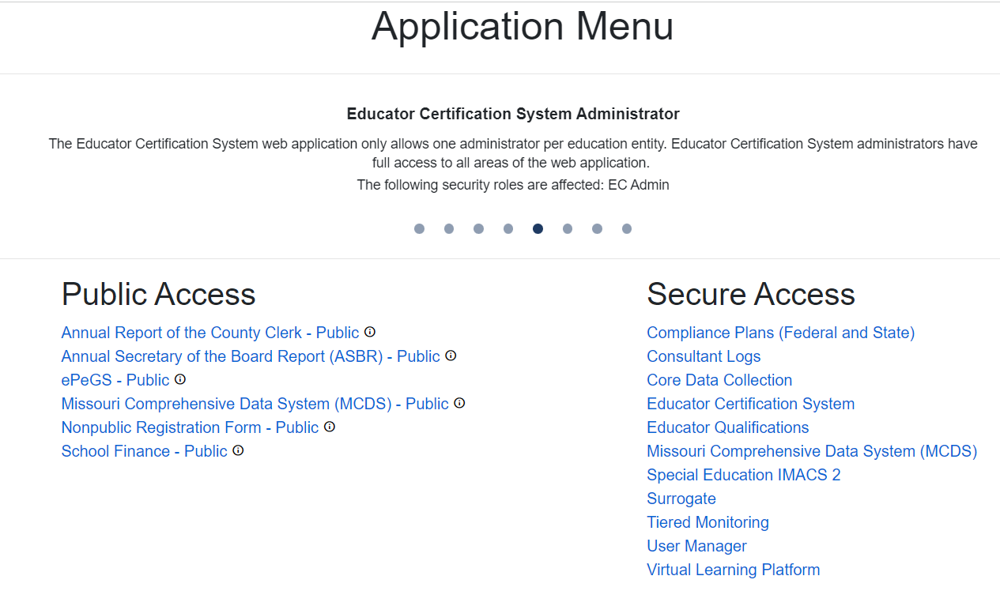 Application Menu
Educator Certification System Administrator
The Educator Certification System web application only allows one administrator per education entity. Educator Certification System administrators have
full access to all areas of the web application.
The following security roles are affected: EC Admin
Public Access
Annual Report of the County Clerk - Public
Annual Secretary of the Board Report (ASBR) - Public
ePeGS - Public
Missouri Comprehensive Data System (MCDS) - Public
Nonpublic Registration Form - Public
School Finance - Public
Secure Access
Compliance Plans (Federal and State)
Consultant Logs
Core Data Collection
Educator Certification System
Educator Qualifications
Missouri Comprehensive Data System (MCDS)
Special Education IMACS 2
Surrogate
Tiered Monitoring
User Manager
Virtual Learning Platform